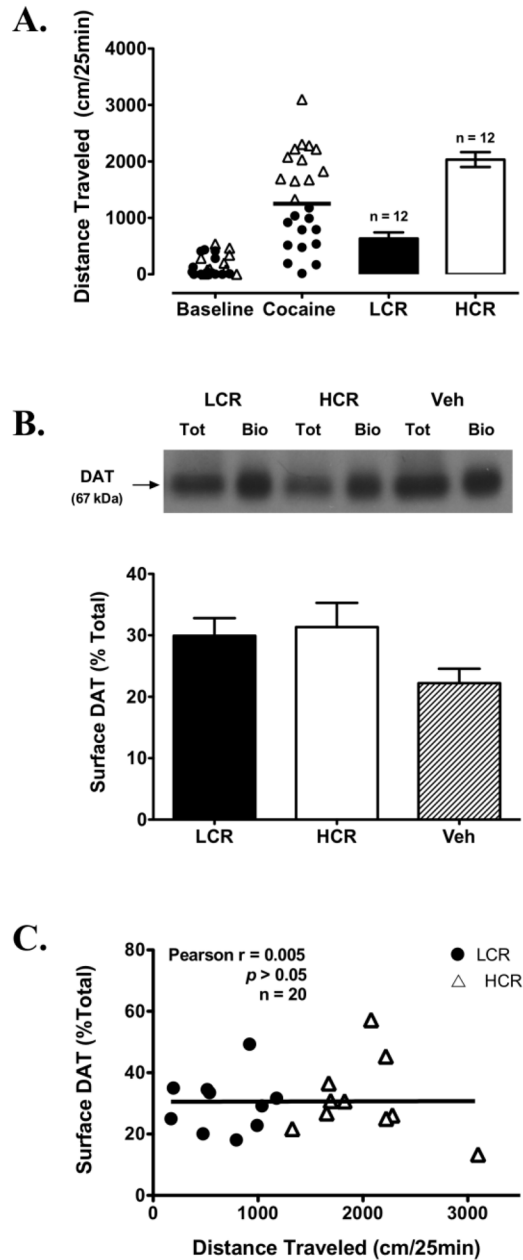 A.
Distance Traveled (cm/25min)
4000
3000
2000
1000
0
n = 12
n = 12
Baseline Cocaine LCR HCR
B.
LCR HCR Veh
Tot Bio Tot Bio Tot Bio
DAT
(67 kDa)
Surface DAT (% Total)
40
30
20
10
0
LCR HCR Veh
C.
Surface DAT (%Total)
80
60
40
20
0
Pearson r = 0.005
p > 0.05
n = 20
LCR
HCR
0 1000 2000 3000
Distance Traveled (cm/25min)